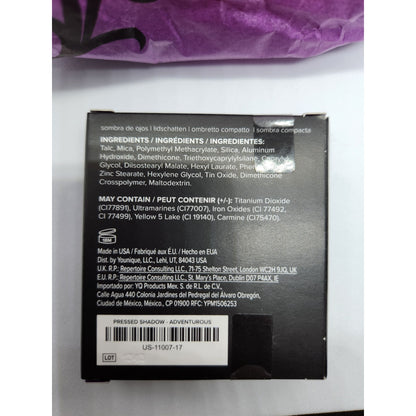 sombra de ojos | lidschatten | ombretto compatto | sombra compacta
INGREDIENTS / INGRÉDIENTS / INGREDIENTES:
Talc, Mica, Polymethyl Methacrylate, Silica, Aluminum
Hydroxide, Dimethicone, Triethoxycaprylylsilane, Caprylyl
Glycol, Diisostearyl Malate, Hexyl Laurate,
Zinc Stearate, Hexylene Glycol, Tin Oxide, Dimethicone
Crosspolymer, Maltodextrin.
MAY CONTAIN / PEUT CONTENIR (+/-): Titanium Dioxide
(CI77891), Ultramarines (CI77007), Iron Oxides (CI 77492,
CI 77499), Yellow 5 Lake (CI 19140), Carmine (CI75470).
18M
Made in USA / Fabriqué aux É.U. / Hecho en EUA
Dist. by Younique, LLC., Lehi, UT, 84043 USA
U.K. R.P.: Repertoire Consulting LLC., 71-75 Shelton Street, London WC2H 9JQ, UK
E.U. R.P.: Repertoire Consulting LLC., St. Mary's Place, Dublin D07 P4AX, IE
Importado por: YQ Products Mex. S de R.L. de C.V.
Calle Agua 440 Colonia Jardines del Pedregal del Álvaro Obregón,
Ciudad de México, México, CP 01900 RFC: YPM1506253
PRESSED SHADOW - ADVENTUROUS
US-11007-17
LOT